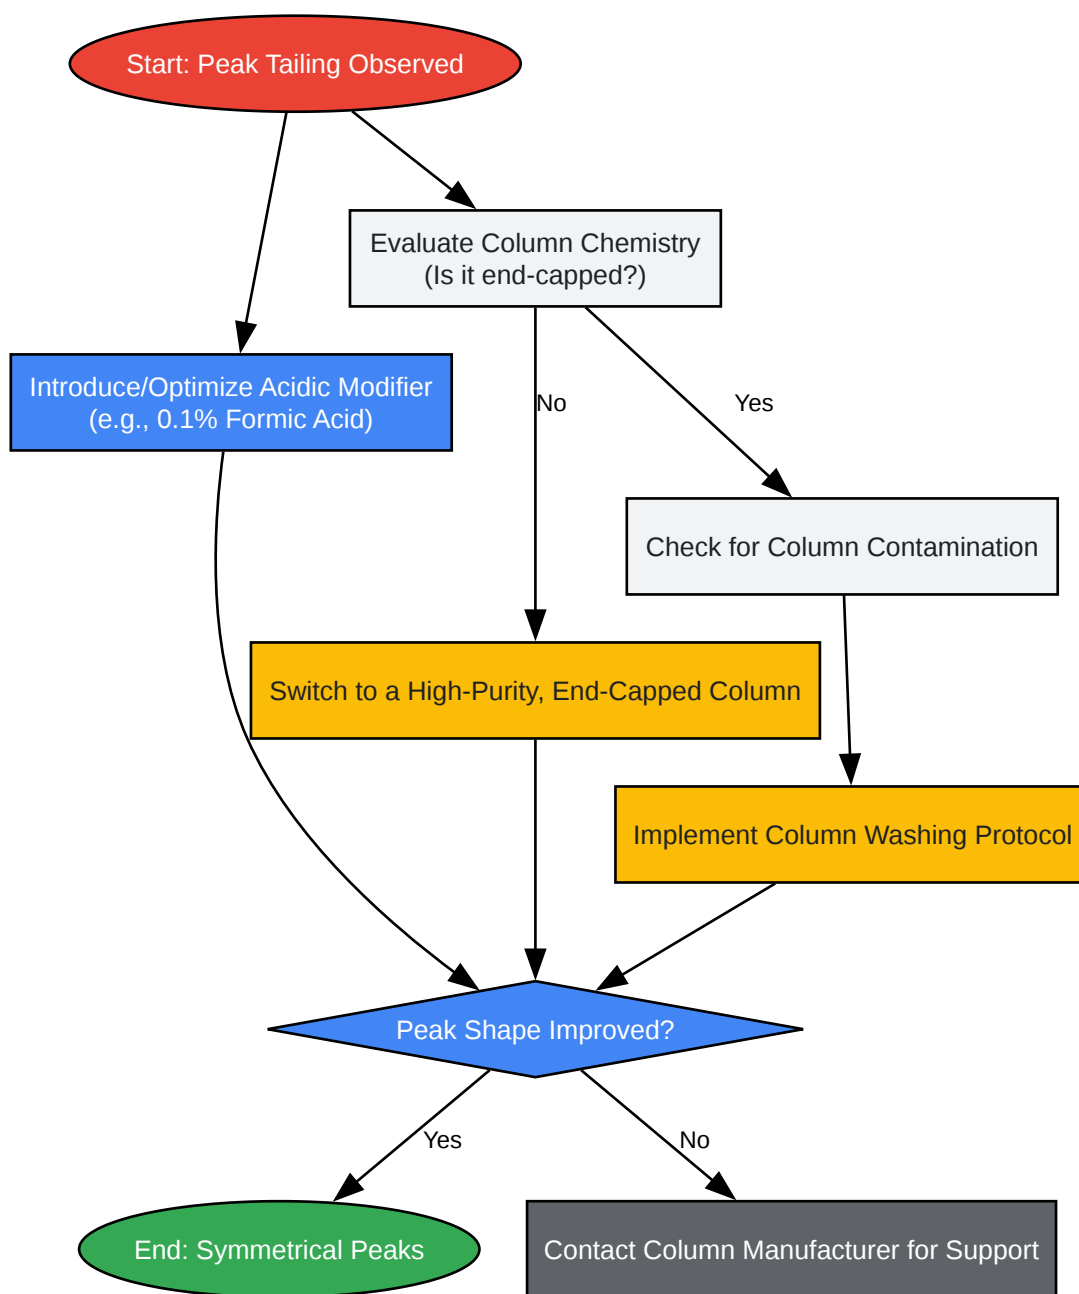 Start: Peak Tailing Observed
Evaluate Column Chemistry
(Is it end-capped?)
Introduce/Optimize Acidic Modifier
(e.g., 0.1% Formic Acid)
No
Yes
Check for Column Contamination
Switch to a High-Purity, End-Capped Column
Implement Column Washing Protocol
Peak Shape Improved?
Yes
No
End: Symmetrical Peaks
Contact Column Manufacturer for Support